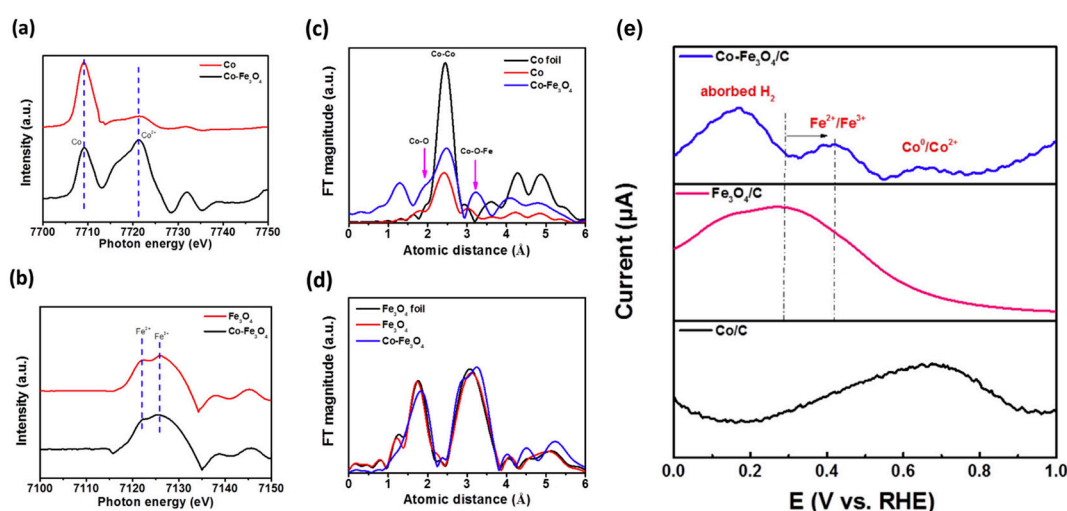 (a)
Intensity (a.u.)
Co
Co-Fe₃O₄
Co
Co²⁺
7700 7710 7720 7730 7740 7750
Photon energy (eV)
(b)
Intensity (a.u.)
Fe₃O₄
Co-Fe₃O₄
7100 7110 7120 7130 7140 7150
Photon energy (eV)
(c)
FT magnitude (a.u.)
Co-Co
Co foil
Co
Co-Fe₃O₄
Co-O
Co-O-Fe
0 1 2 3 4 5 6
Atomic distance (Å)
(d)
FT magnitude (a.u.)
Fe₃O₄ foil
Fe₃O₄
Co-Fe₃O₄
0 1 2 3 4 5 6
Atomic distance (Å)
(e)
Current (µA)
Co-Fe₃O₄/C
aborbed H₂
Fe²⁺/Fe³⁺
Co⁰/Co²⁺
Fe₃O₄/C
Co/C
0.0 0.2 0.4 0.6 0.8 1.0
E (V vs. RHE)